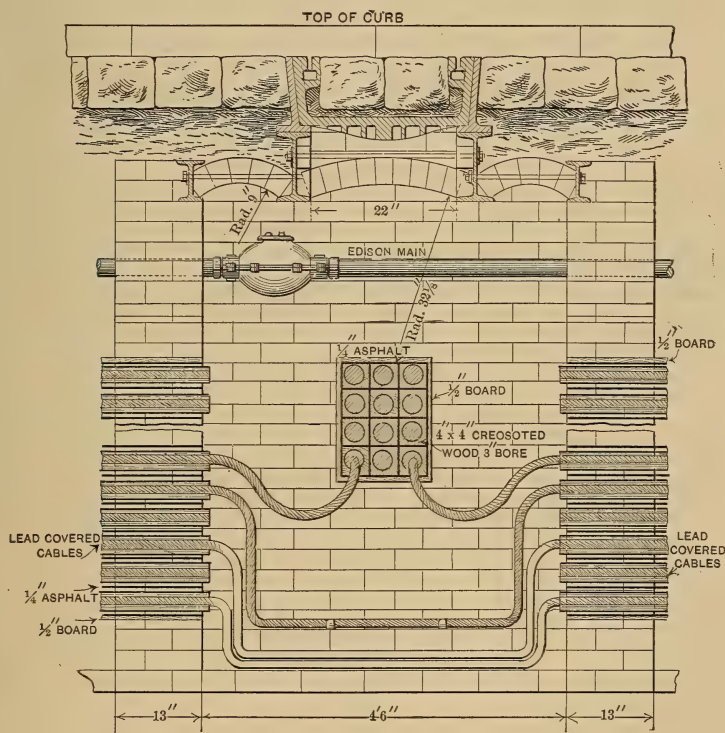 TOP OF CURB
Rad. 9"
22"
EDISON MAIN
Rad. 32⅛"
¼" ASPHALT
½" BOARD
½" BOARD
4" x 4" CREOSOTED
WOOD 3" BORE
LEAD COVERED
CABLES
LEAD
COVERED
CABLES
¼" ASPHALT
½" BOARD
13"
4'6"
13"